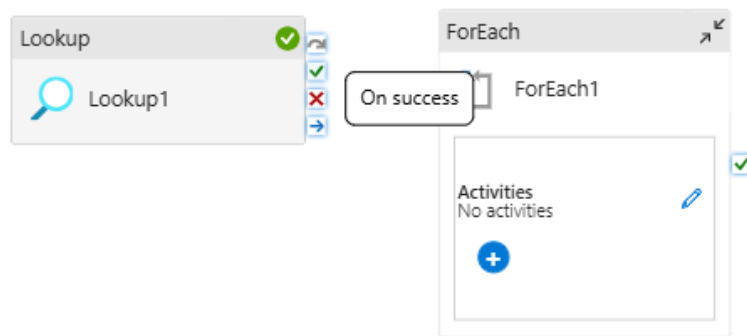 Lookup
Lookup1
On success
ForEach
ForEach1
Activities
No activities